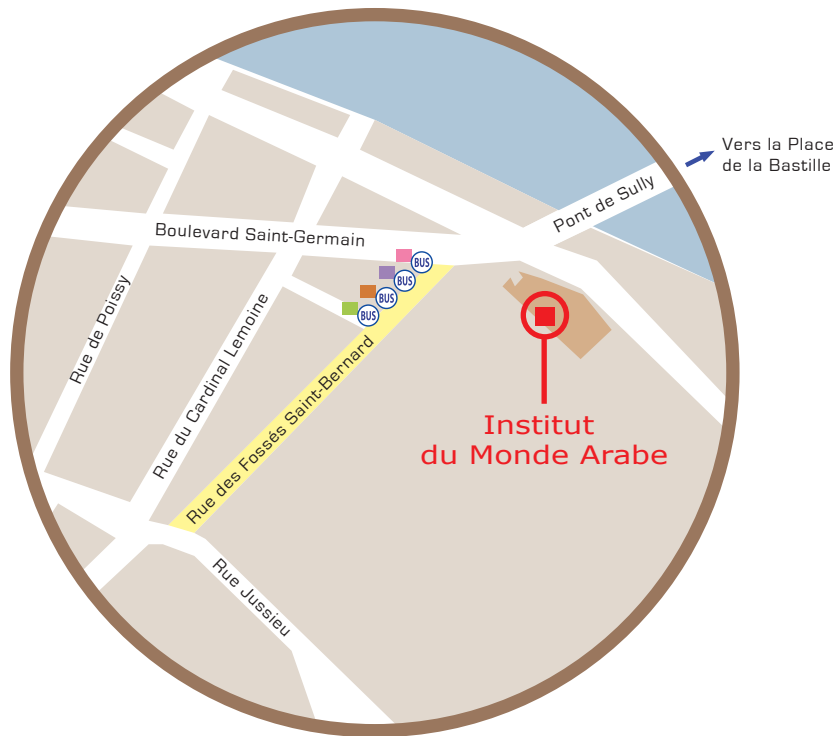 Vers la Place
de la Bastille
Pont de Sully
Boulevard Saint-Germain
BUS
BUS
BUS
BUS
Rue de Poissy
Rue du Cardinal Lemoine
Rue des Fossés Saint-Bernard
Institut
du Monde Arabe
Rue Jussieu